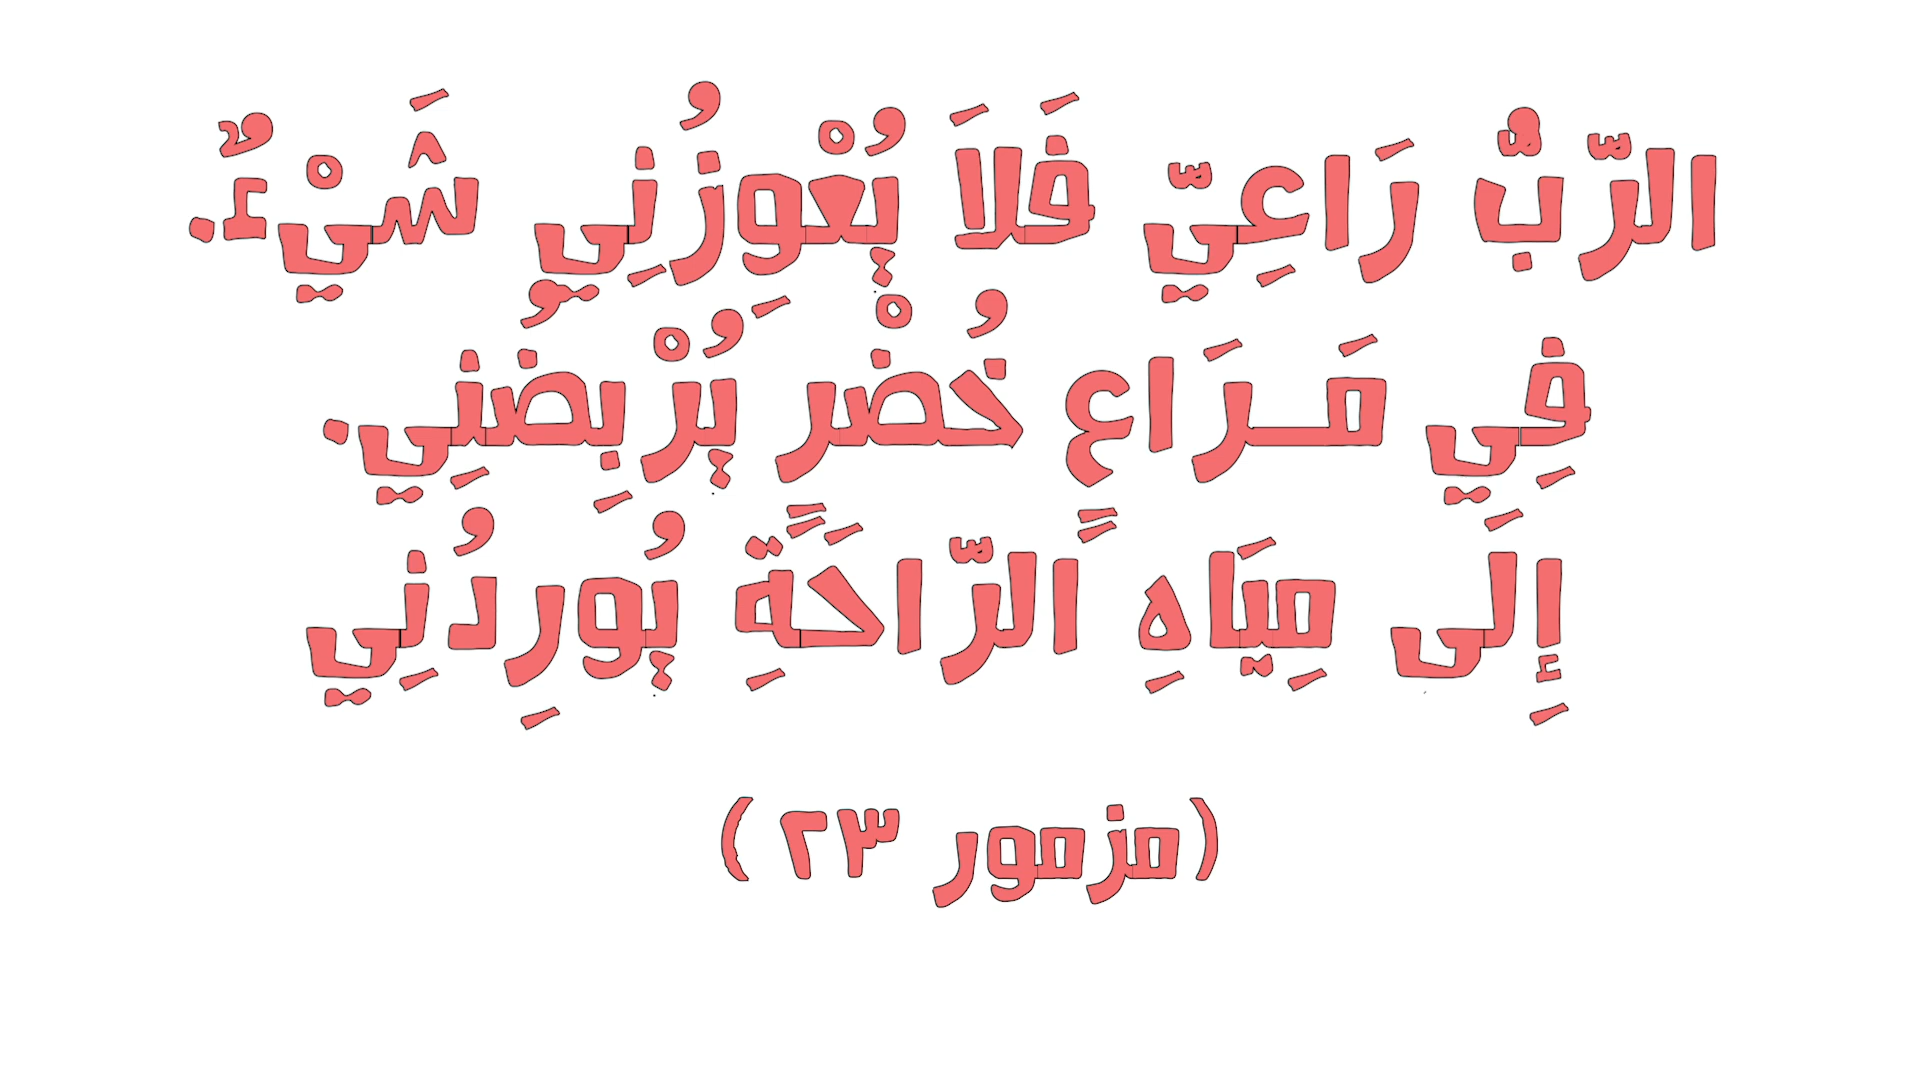 الرّبُّ رَاعِيّ فَلاَ يُعْوِزُنِي شَيْءٌ.
فِي مَـرَاعٍ خُضْرٍ يُرْبِضُنِي.
إِلَى مِيَاهِ الرّاحَةِ يُورِدُنِي
(مزمور ٢٣ )